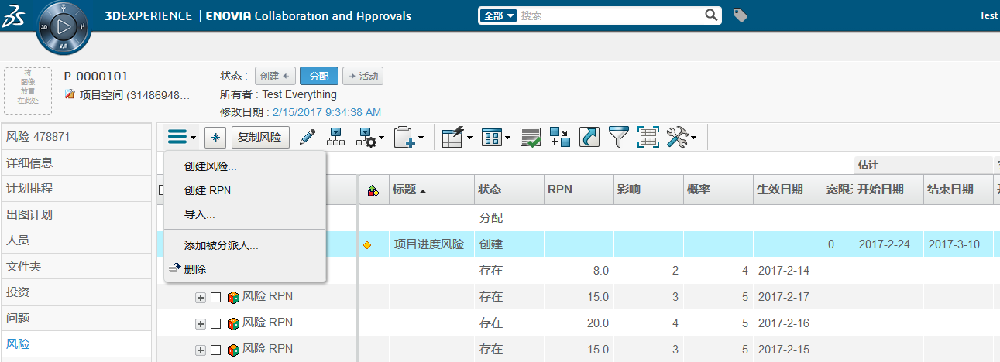 3DEXPERIENCE | ENOVIA Collaboration and Approvals
全部 搜索
Test
3D
V.R
将
图像
放置
在此处
P-0000101
项目空间 (31486948...
状态 : 创建 分配 活动
所有者 : Test Everything
修改日期 : 2/15/2017 9:34:38 AM
风险-478871
详细信息
计划排程
出图计划
人员
文件夹
投资
问题
风险
复制风险
创建风险...
创建 RPN
导入...
添加被分派人...
删除
估计
标题 状态 RPN 影响 概率 生效日期 宽限 开始日期 结束日期
分配
项目进度风险 创建 0 2017-2-24 2017-3-10
存在 8.0 2 4 2017-2-14
风险 RPN 存在 15.0 3 5 2017-2-17
风险 RPN 存在 20.0 4 5 2017-2-16
风险 RPN 存在 15.0 3 5 2017-2-15